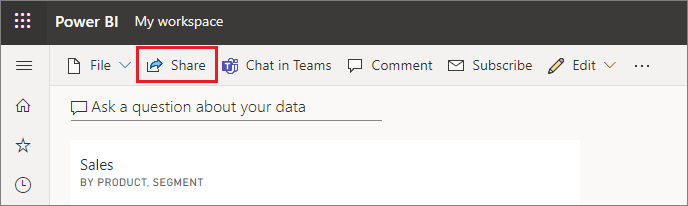 Power BI My workspace
File Share Chat in Teams Comment Subscribe Edit ...
Ask a question about your data
Sales
BY PRODUCT, SEGMENT